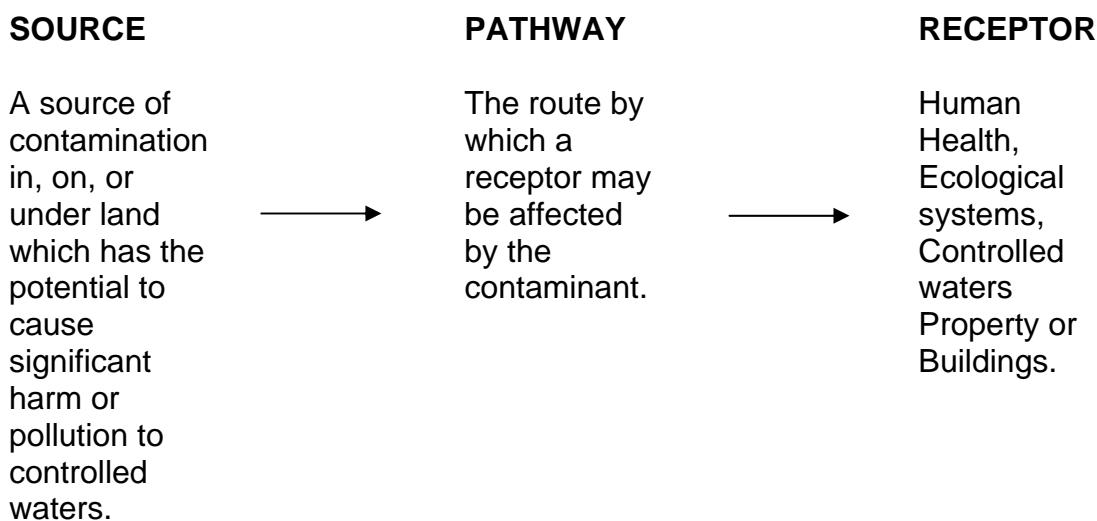 SOURCE
A source of
contamination
in, on, or
under land
which has the
potential to
cause
significant
harm or
pollution to
controlled
waters.
PATHWAY
The route by
which a
receptor may
be affected
by the
contaminant.
RECEPTOR
Human
Health,
Ecological
systems,
Controlled
waters
Property or
Buildings.